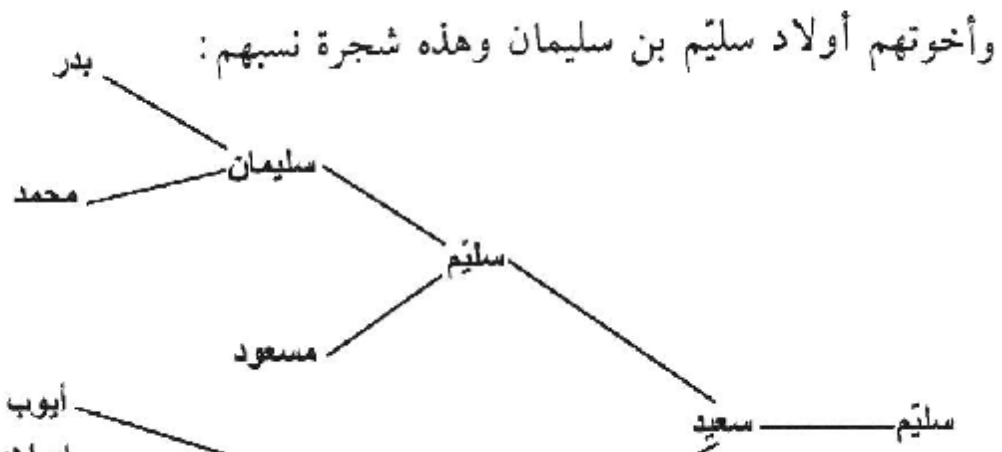 وأخوتهم أولاد سليّم بن سليمان وهذه شجرة نسبهم:
بدر
سليمان
محمد
سليّم
مسعود
أيوب
سليّم سعيد